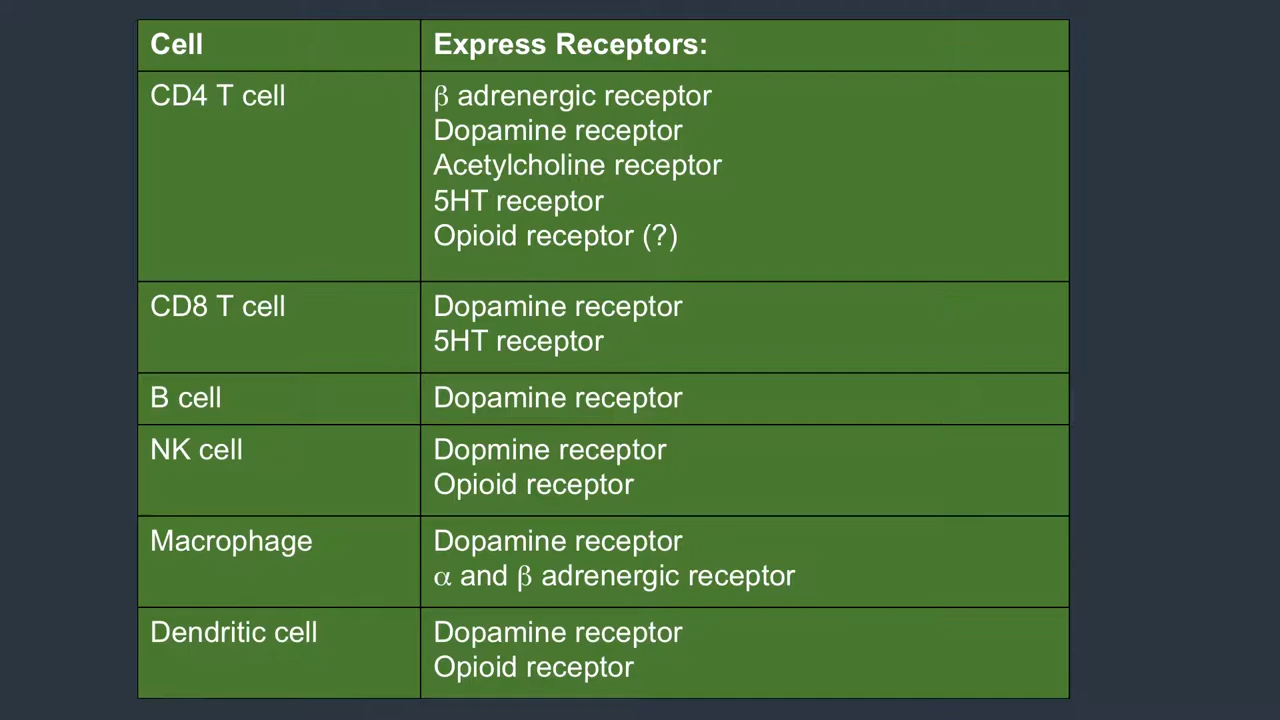 Cell
Express Receptors:
CD4 T cell
β adrenergic receptor
Dopamine receptor
Acetylcholine receptor
5HT receptor
Opioid receptor (?)
CD8 T cell
Dopamine receptor
5HT receptor
B cell
Dopamine receptor
NK cell
Dopmine receptor
Opioid receptor
Macrophage
Dopamine receptor
α and β adrenergic receptor
Dendritic cell
Dopamine receptor
Opioid receptor